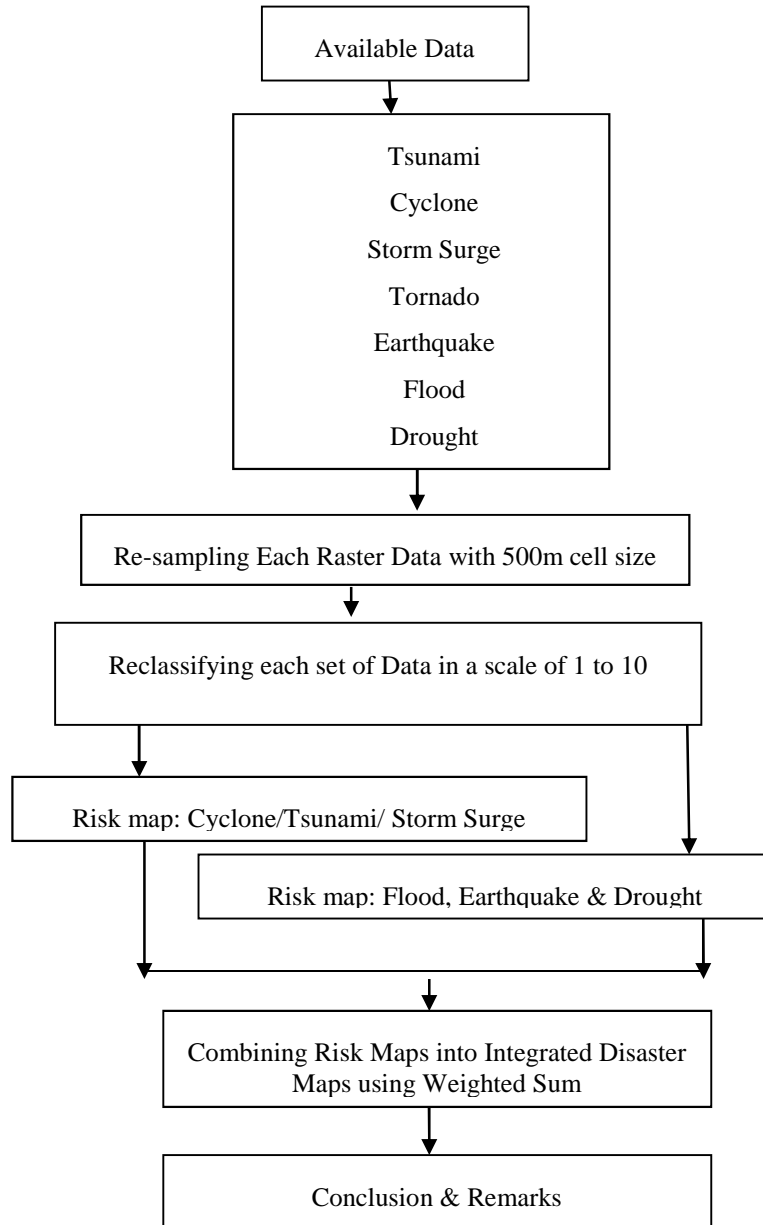 Available Data
Tsunami
Cyclone
Storm Surge
Tornado
Earthquake
Flood
Drought
Re-sampling Each Raster Data with 500m cell size
Reclassifying each set of Data in a scale of 1 to 10
Risk map: Cyclone/Tsunami/ Storm Surge
Risk map: Flood, Earthquake & Drought
Combining Risk Maps into Integrated Disaster
Maps using Weighted Sum
Conclusion & Remarks